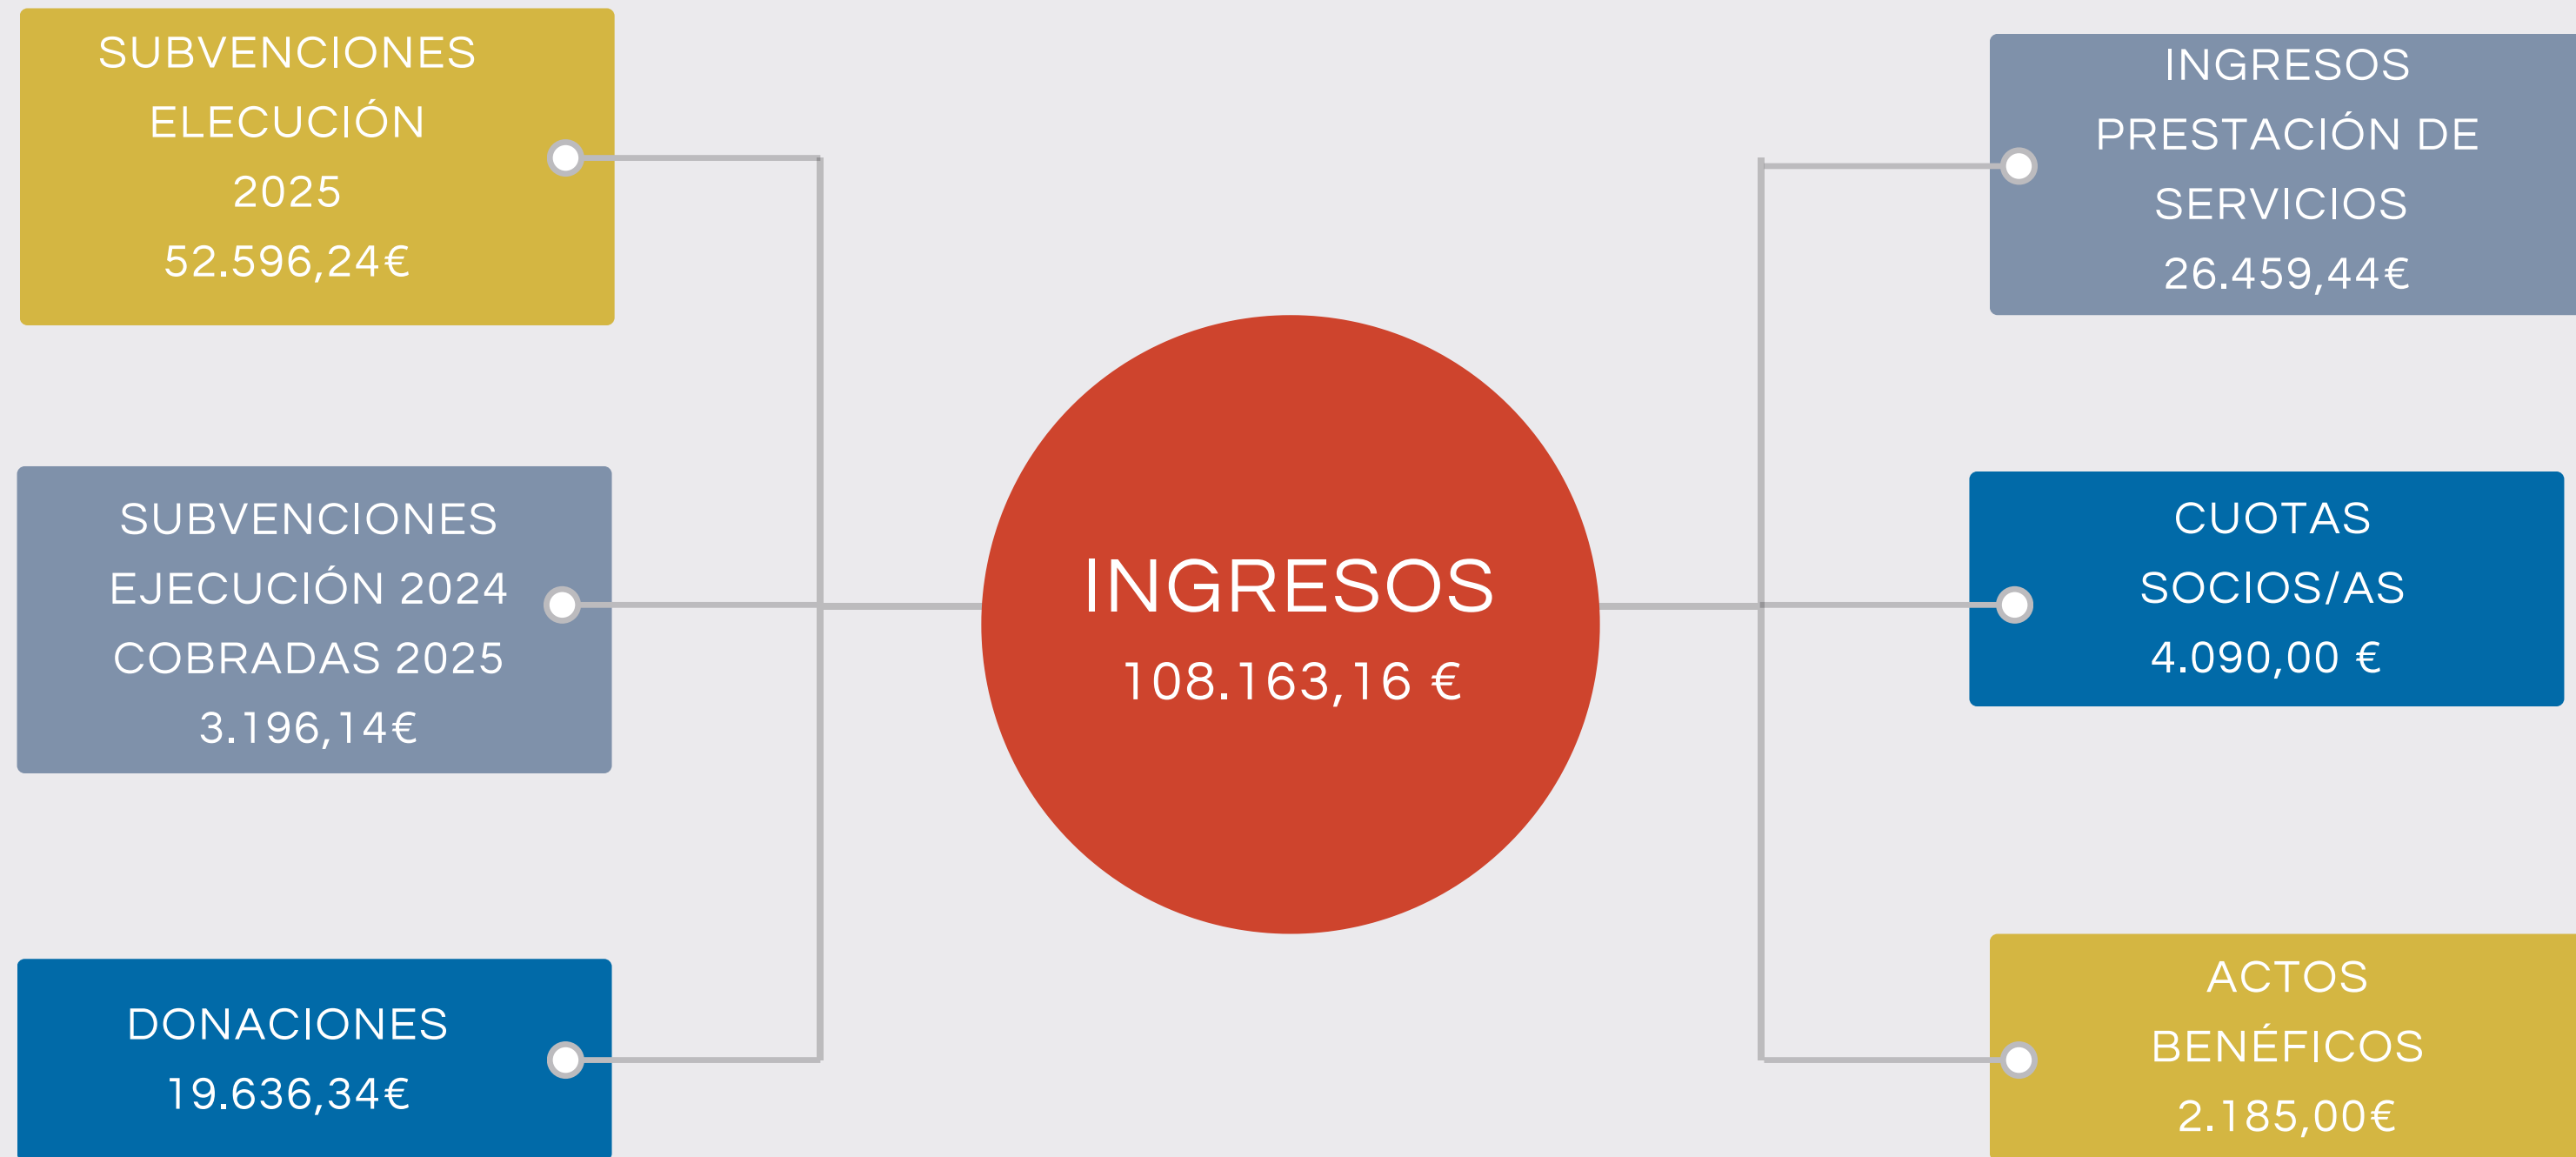 SUBVENCIONES
ELECUCIÓN
2025
52.596,24€
SUBVENCIONES
EJECUCIÓN 2024
COBRADAS 2025
3.196,14€
DONACIONES
19.636,34€
INGRESOS
108.163,16 €
INGRESOS
PRESTACIÓN DE
SERVICIOS
26.459,44€
CUOTAS
SOCIOS/AS
4.090,00 €
ACTOS
BENÉFICOS
2.185,00€